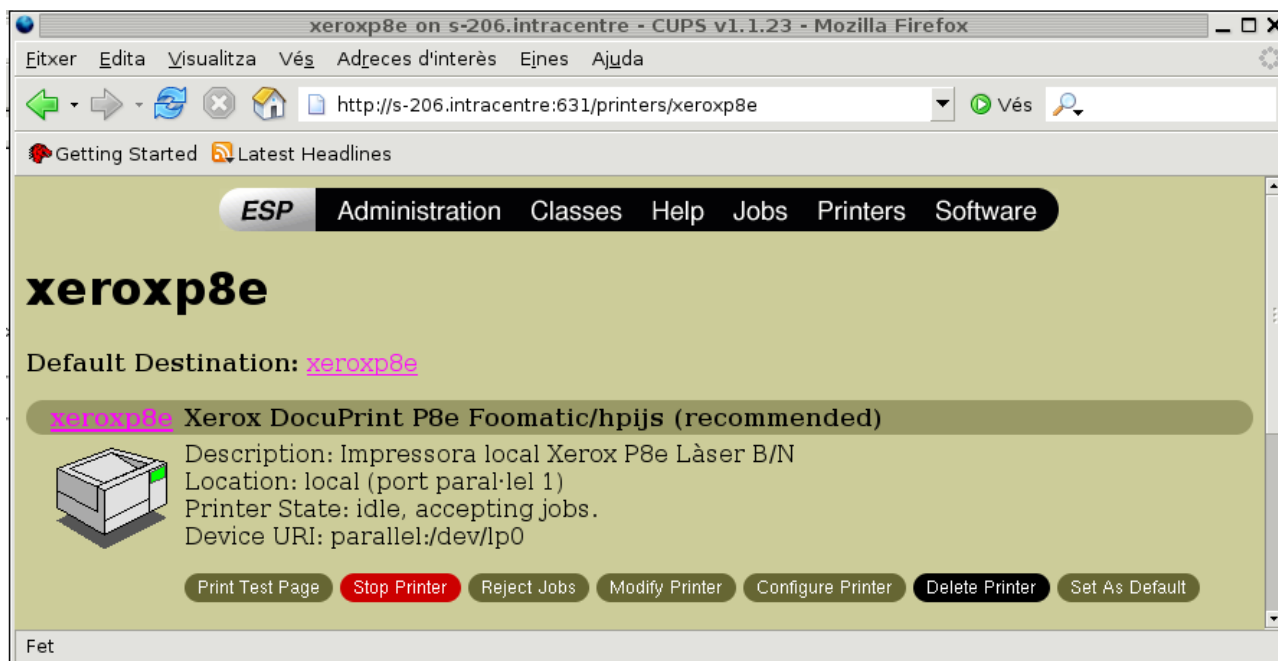 xeroxp8e on s-206.intracentre - CUPS v1.1.23 - Mozilla Firefox
Fitxer Edita Visualitza Vés Adreces d'interès Eines Ajuda
http://s-206.intracentre:631/printers/xeroxp8e Vés
Getting Started Latest Headlines
ESP Administration Classes Help Jobs Printers Software
xeroxp8e
Default Destination: xeroxp8e
xeroxp8e Xerox DocuPrint P8e Foomatic/hpijs (recommended)
Description: Impressora local Xerox P8e Làser B/N
Location: local (port paral·lel 1)
Printer State: idle, accepting jobs.
Device URI: parallel:/dev/lp0
Print Test Page Stop Printer Reject Jobs Modify Printer Configure Printer Delete Printer Set As Default
Fet